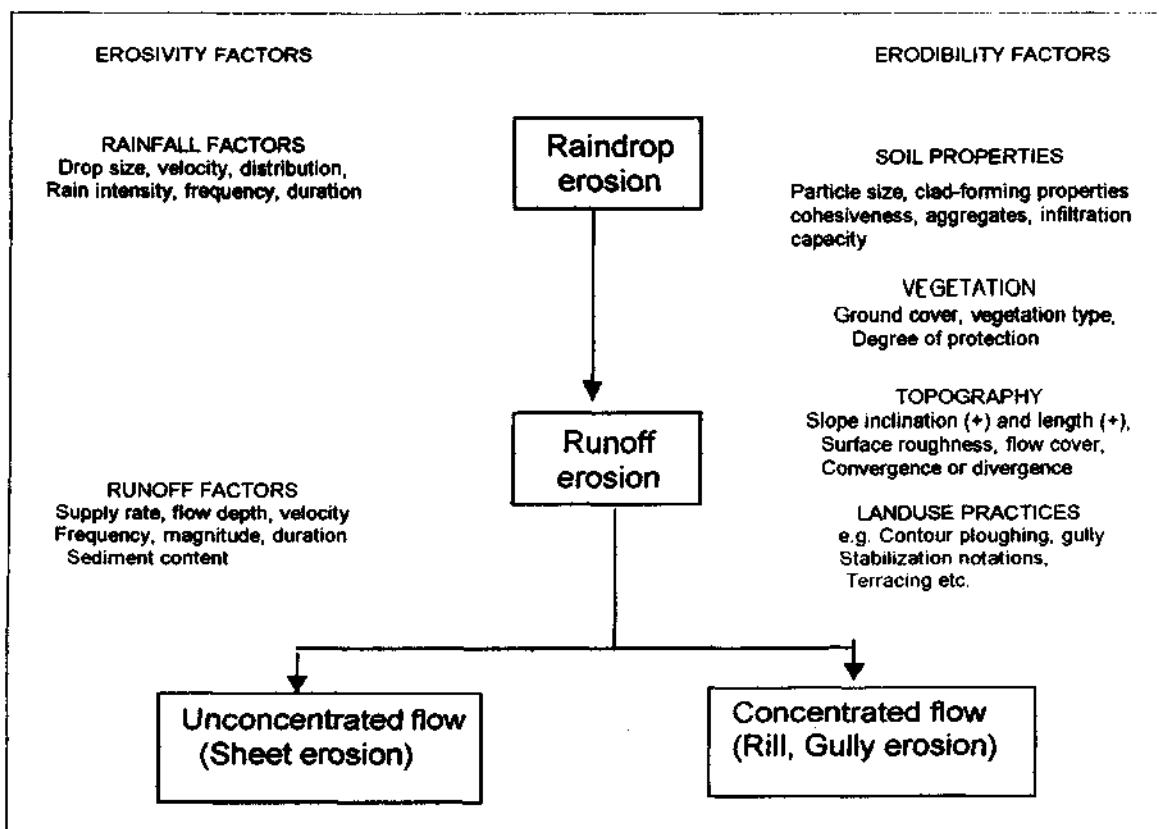 EROSIVITY FACTORS
ERODIBILITY FACTORS
RAINFALL FACTORS
Drop size, velocity, distribution,
Rain intensity, frequency, duration
Raindrop
erosion
SOIL PROPERTIES
Particle size, clad-forming properties
cohesiveness, aggregates, infiltration
capacity
VEGETATION
Ground cover, vegetation type,
Degree of protection
TOPOGRAPHY
Slope inclination (+) and length (+),
Surface roughness, flow cover,
Convergence or divergence
Runoff
erosion
RUNOFF FACTORS
Supply rate, flow depth, velocity
Frequency, magnitude, duration
Sediment content
LANDUSE PRACTICES
e.g. Contour ploughing, gully
Stabilization notations,
Terracing etc.
Unconcentrated flow
(Sheet erosion)
Concentrated flow
(Rill, Gully erosion)